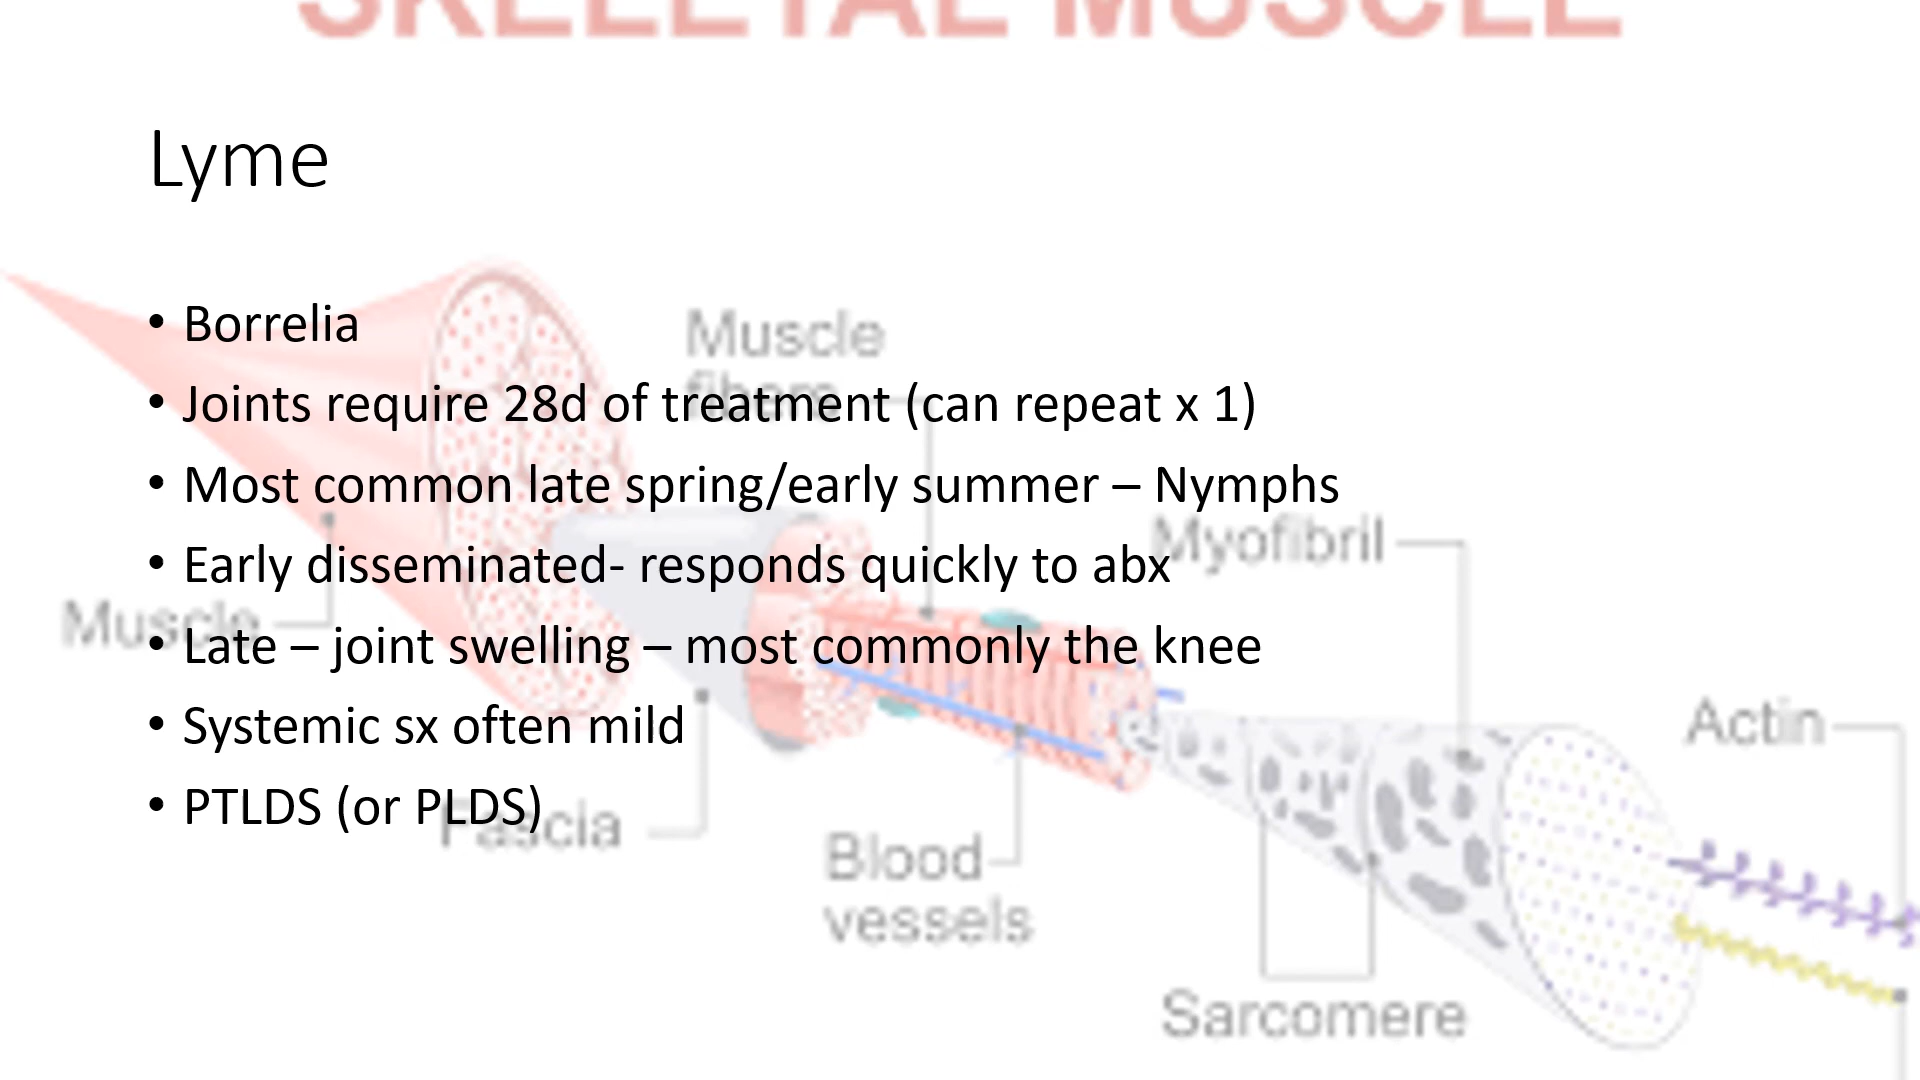 SKELETAL MUSCLE
Lyme
• Borrelia
• Joints require 28d of treatment (can repeat x 1)
• Most common late spring/early summer – Nymphs
• Early disseminated- responds quickly to abx
• Late – joint swelling – most commonly the knee
• Systemic sx often mild
• PTLDS (or PLDS)
Muscle
fibers
Myofibril
Muscle
Actin
Fascia
Blood
vessels
Sarcomere